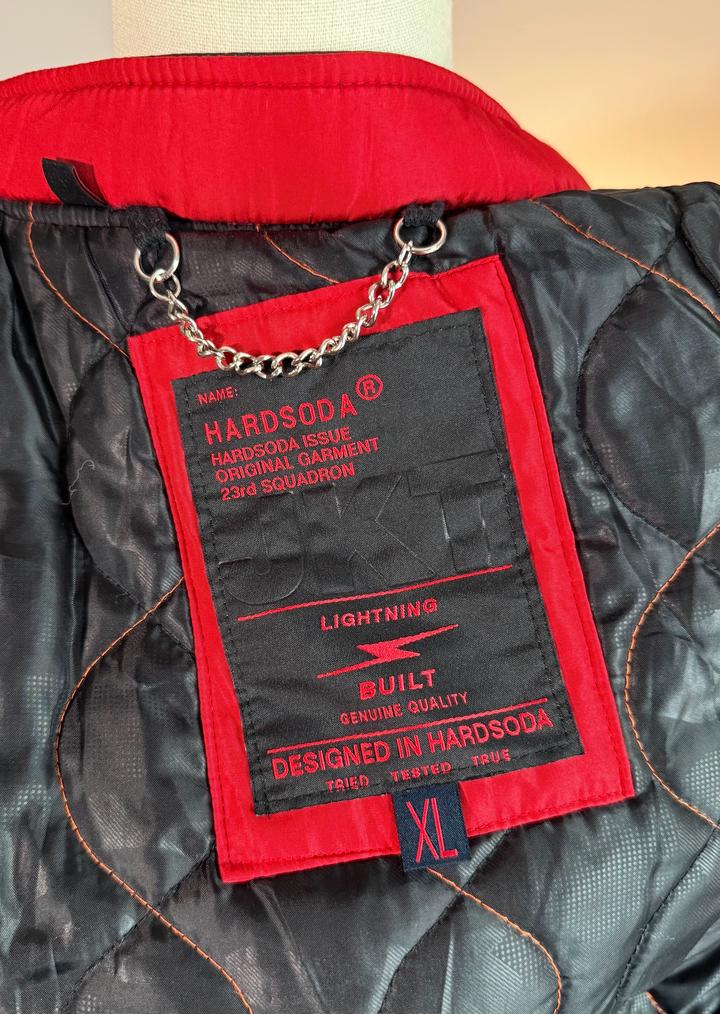 NAME:
HARDSODA®
HARDSODA ISSUE
ORIGINAL GARMENT
23rd SQUADRON
JKT
LIGHTNING
BUILT
GENUINE QUALITY
DESIGNED IN HARDSODA
TRIED TESTED TRUE
XL